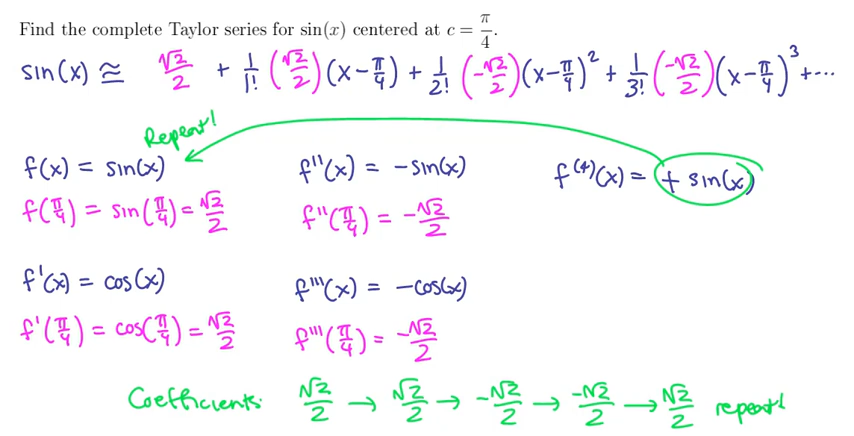 Find the complete Taylor series for sin(x) centered at c = π/4.
sin(x) ≅ √2/2 + 1/1! (√2/2)(x-π/4) + 1/2! (-√2/2)(x-π/4)² + 1/3! (-√2/2)(x-π/4)³ + ...
Repeat!
f(x) = sin(x)
f(π/4) = sin(π/4) = √2/2
f''(x) = -sin(x)
f''(π/4) = -√2/2
f⁽⁴⁾(x) = + sin(x)
f'(x) = cos(x)
f'(π/4) = cos(π/4) = √2/2
f'''(x) = -cos(x)
f'''(π/4) = -√2/2
Coefficients: √2/2 → √2/2 → -√2/2 → -√2/2 → √2/2 repeat!